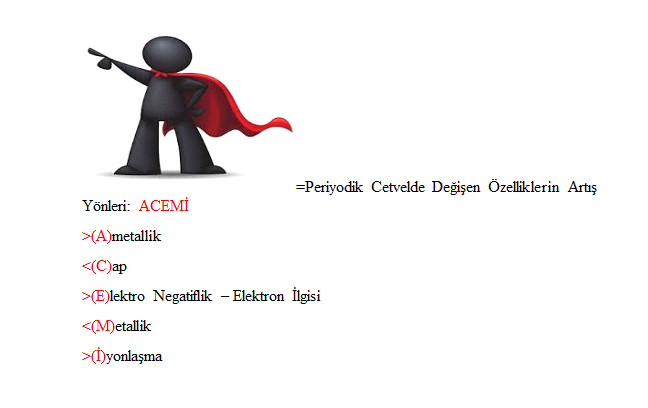 =Periyodik Cetvelde Değişen Özelliklerin Artış
Yönleri: ACEMİ
>(A)metallik
<(C)ap
>(E)lektro Negatiflik – Elektron İlgisi
<(M)etallik
>(İ)yonlaşma